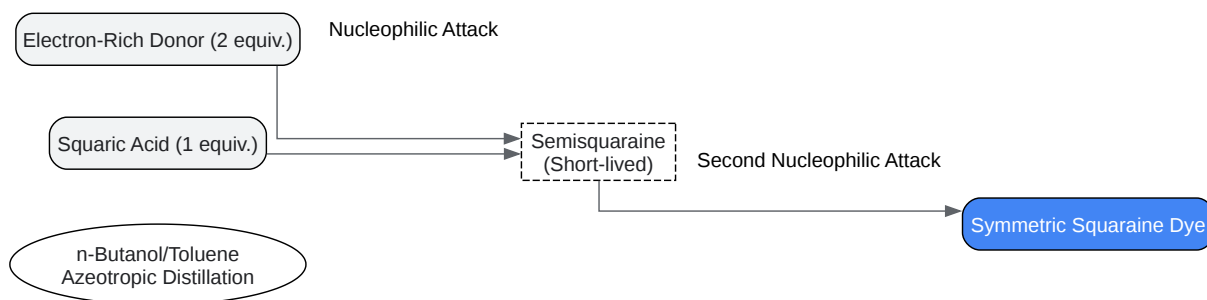 Electron-Rich Donor (2 equiv.)
Nucleophilic Attack
Squaric Acid (1 equiv.)
Semisquaraine
(Short-lived)
Second Nucleophilic Attack
Symmetric Squaraine Dye
n-Butanol/Toluene
Azeotropic Distillation